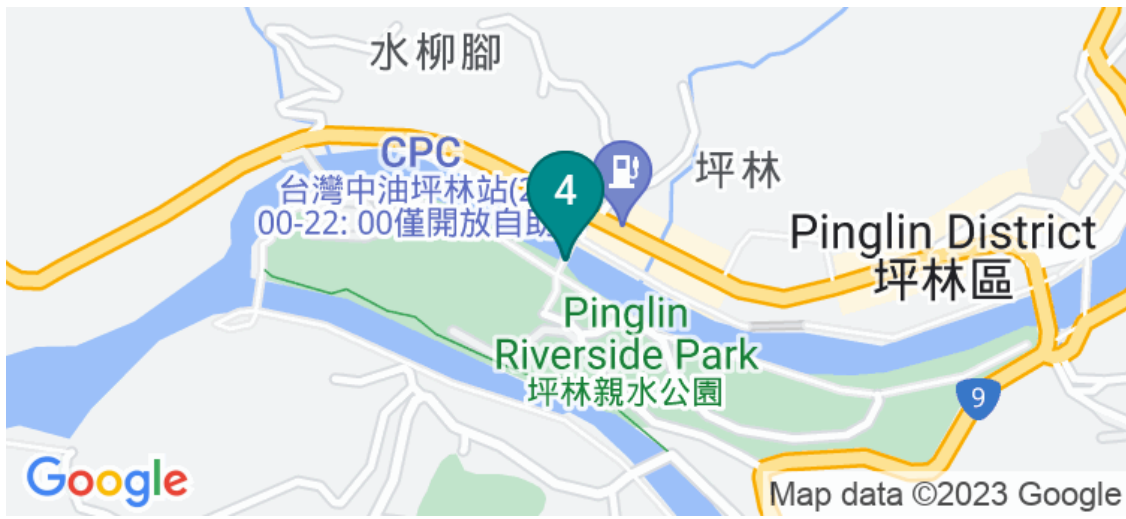 水柳腳
CPC
台灣中油坪林站(2
00-22: 00僅開放自助
4
坪林
Pinglin District
坪林區
Pinglin
Riverside Park
坪林親水公園
9
Google
Map data ©2023 Google